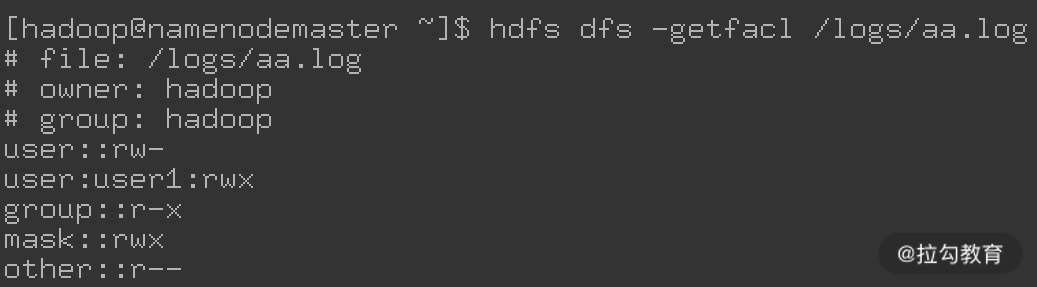 [hadoop@namenodemaster ~]$ hdfs dfs -getfacl /logs/aa.log
# file: /logs/aa.log
# owner: hadoop
# group: hadoop
user::rw-
user:user1:rwx
group::r-x
mask::rwx
other::r--
@拉勾教育